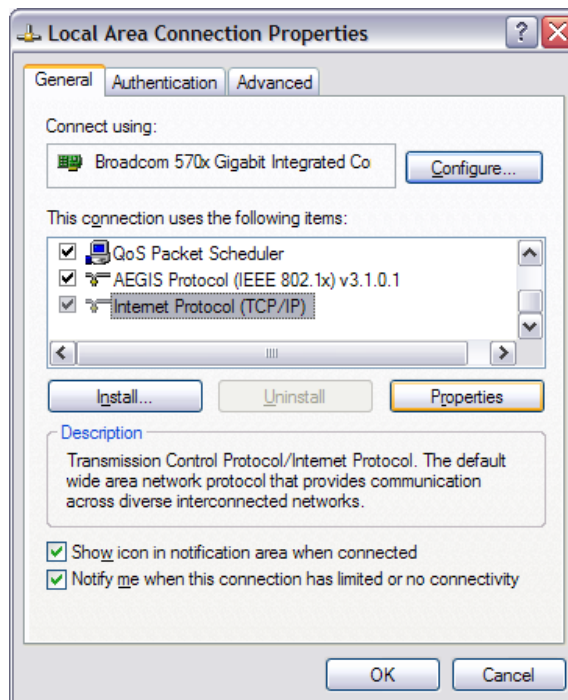 Local Area Connection Properties
General Authentication Advanced
Connect using:
Broadcom 570x Gigabit Integrated Co
Configure...
This connection uses the following items:
QoS Packet Scheduler
AEGIS Protocol (IEEE 802.1x) v3.1.0.1
Internet Protocol (TCP/IP)
Install... Uninstall Properties
Description
Transmission Control Protocol/Internet Protocol. The default
wide area network protocol that provides communication
across diverse interconnected networks.
Show icon in notification area when connected
Notify me when this connection has limited or no connectivity
OK Cancel